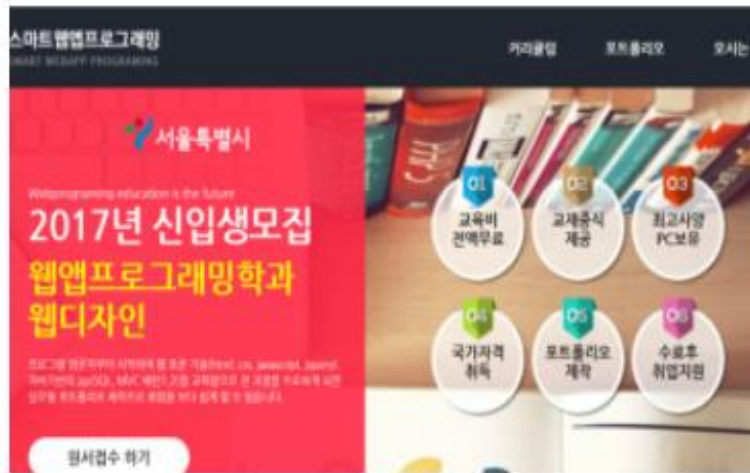 스마트웹앱프로그래밍
SMART WEBAPP PROGRAMING
커리큘럼
포트폴리오
오시는
서울특별시
Webprograming education is the future
2017년 신입생모집
웹앱프로그래밍학과
웹디자인
원서접수 하기
01
교육비
전액무료
02
교재중식
제공
03
최고사양
PC보유
04
국가자격
취득
05
포트폴리오
제작
06
수료후
취업지원